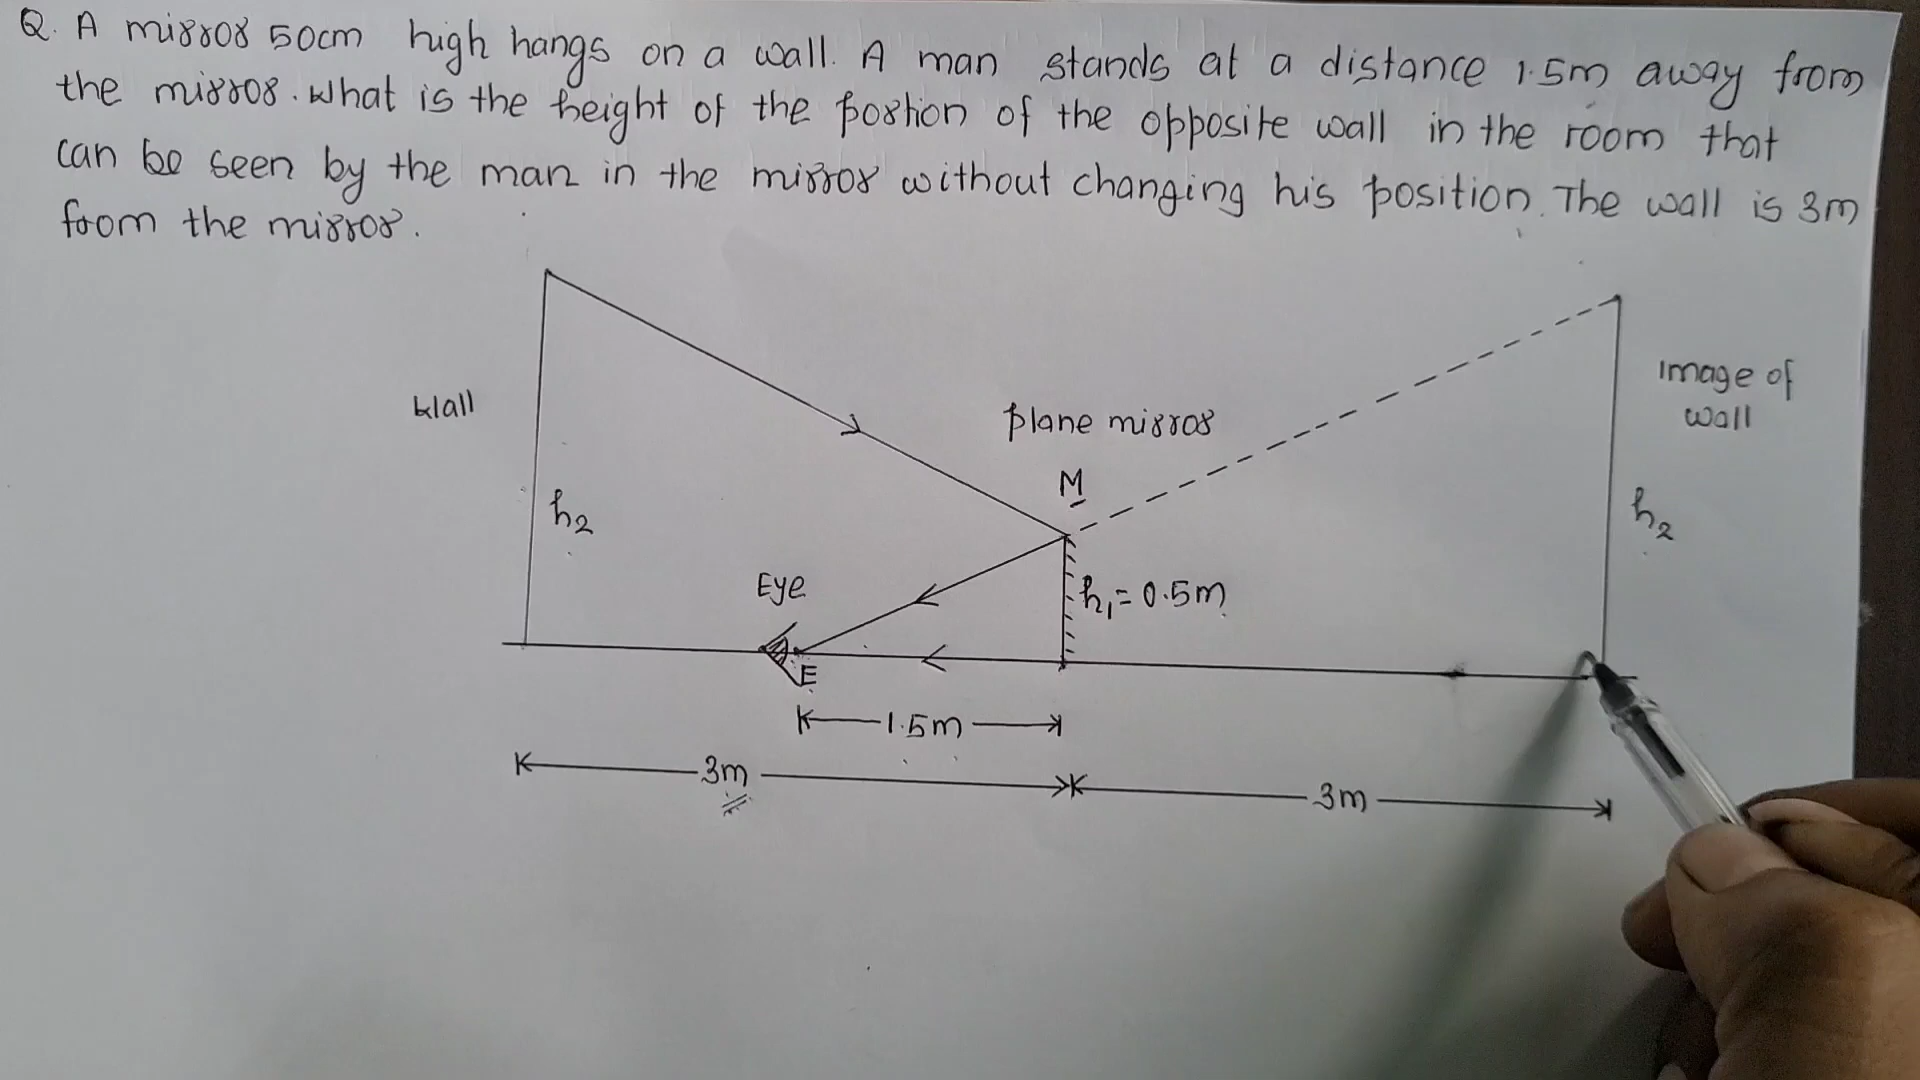 Q. A mirror 50cm high hangs on a wall. A man stands at a distance 1.5m away from
the mirror. What is the height of the portion of the opposite wall in the room that
can be seen by the man in the mirror without changing his position. The wall is 3m
from the mirror.
Wall
h2
Eye
E
plane mirror
M
h1 = 0.5m
Image of
wall
h2
1.5m
3m
3m